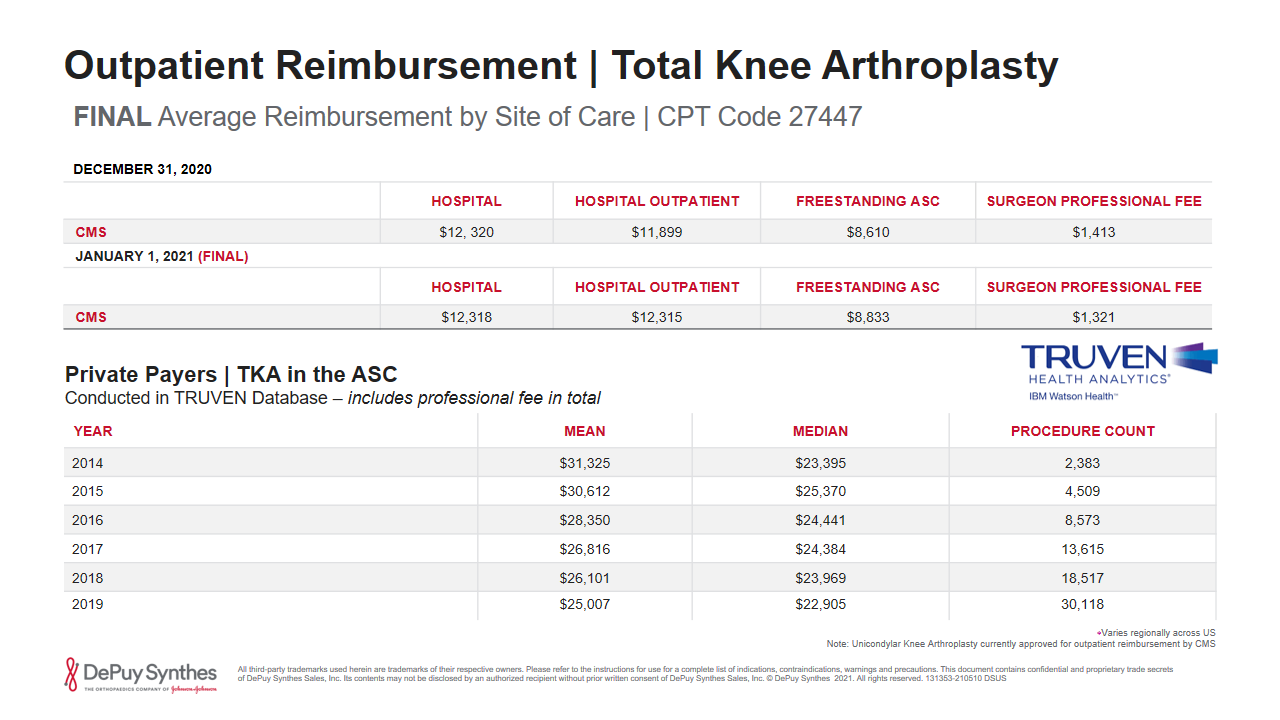 Outpatient Reimbursement | Total Knee Arthroplasty
FINAL Average Reimbursement by Site of Care | CPT Code 27447
DECEMBER 31, 2020
HOSPITAL HOSPITAL OUTPATIENT FREESTANDING ASC SURGEON PROFESSIONAL FEE
CMS $12, 320 $11,899 $8,610 $1,413
JANUARY 1, 2021 (FINAL)
HOSPITAL HOSPITAL OUTPATIENT FREESTANDING ASC SURGEON PROFESSIONAL FEE
CMS $12,318 $12,315 $8,833 $1,321
TRUVEN
HEALTH ANALYTICS®
IBM Watson Health™
Private Payers | TKA in the ASC
Conducted in TRUVEN Database – includes professional fee in total
YEAR MEAN MEDIAN PROCEDURE COUNT
2014 $31,325 $23,395 2,383
2015 $30,612 $25,370 4,509
2016 $28,350 $24,441 8,573
2017 $26,816 $24,384 13,615
2018 $26,101 $23,969 18,517
2019 $25,007 $22,905 30,118
*Varies regionally across US
Note: Unicondylar Knee Arthroplasty currently approved for outpatient reimbursement by CMS
DePuy Synthes
THE ORTHOPAEDICS COMPANY OF Johnson & Johnson
All third-party trademarks used herein are trademarks of their respective owners. Please refer to the instructions for use for a complete list of indications, contraindications, warnings and precautions. This document contains confidential and proprietary trade secrets
of DePuy Synthes Sales, Inc. Its contents may not be disclosed by an authorized recipient without prior written consent of DePuy Synthes Sales, Inc. © DePuy Synthes 2021. All rights reserved. 131353-210510 DSUS